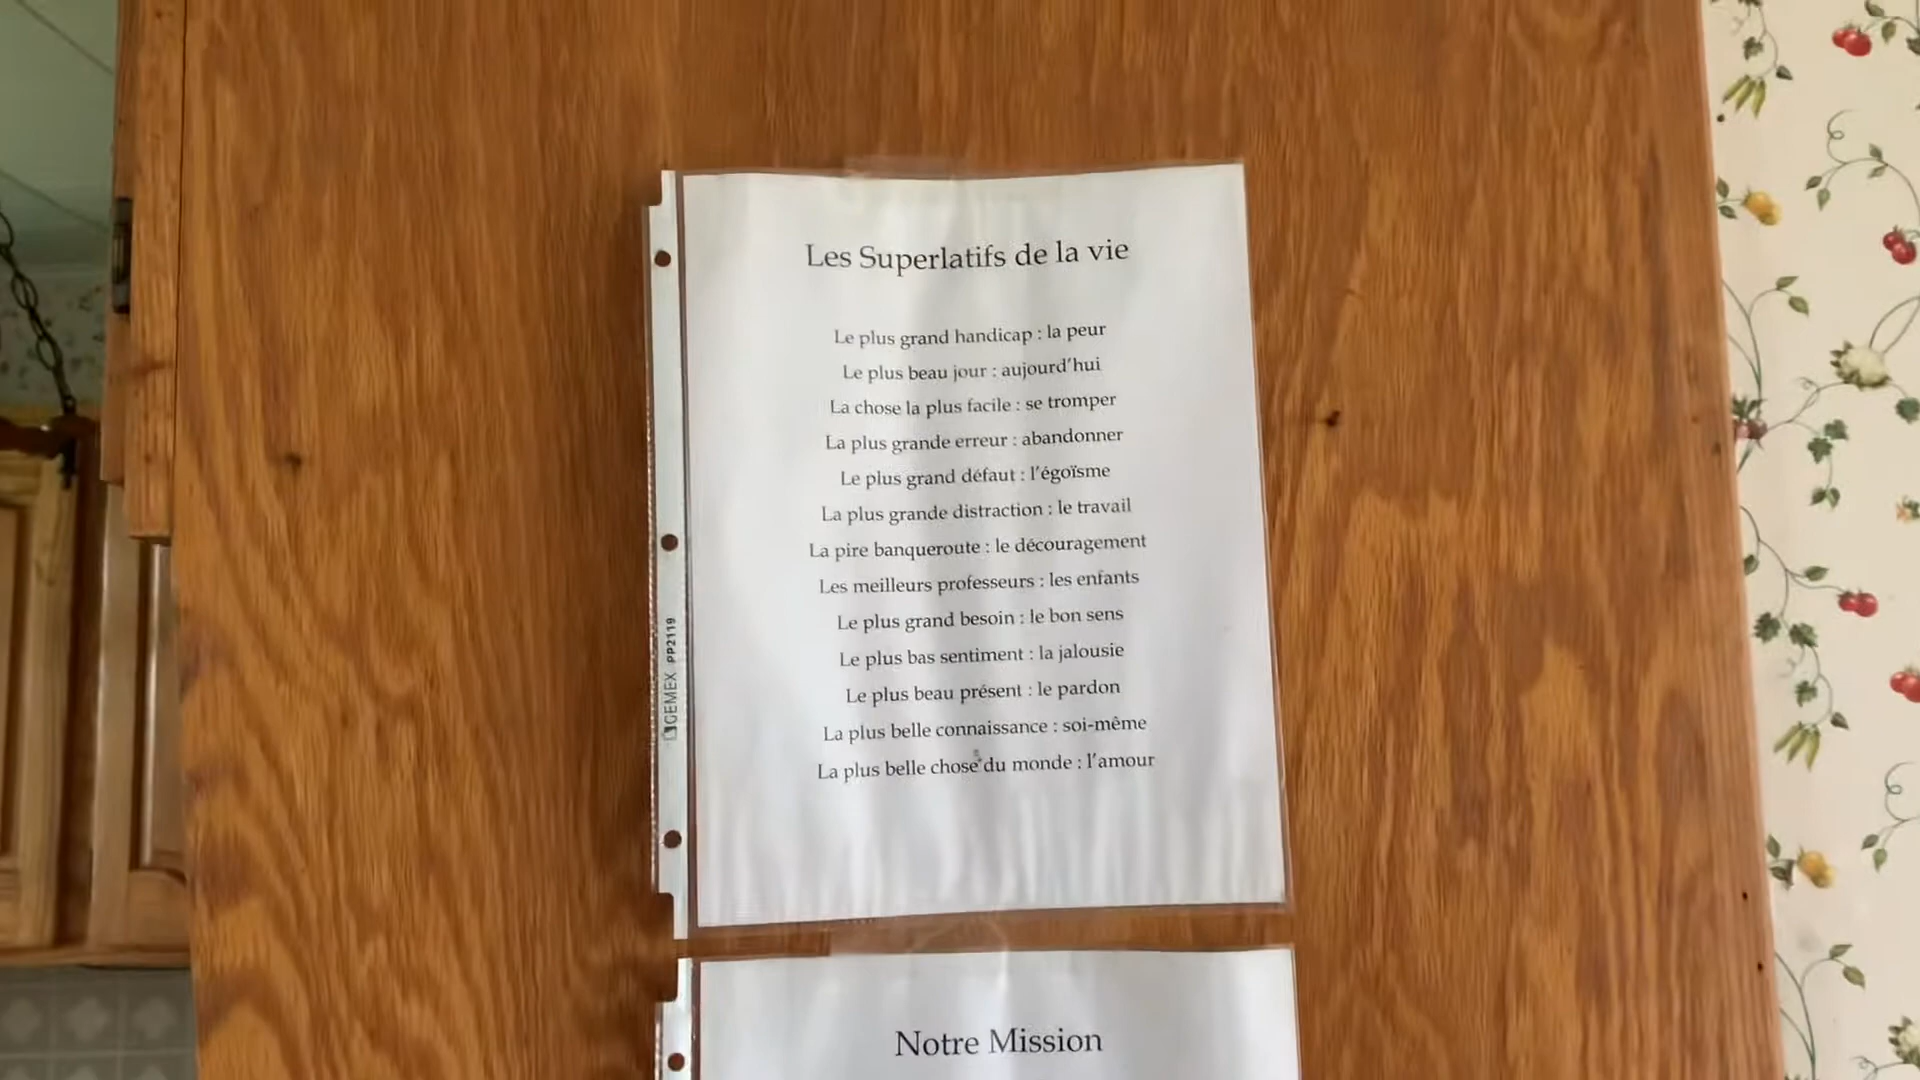 Les Superlatifs de la vie
Le plus grand handicap : la peur
Le plus beau jour : aujourd'hui
La chose la plus facile : se tromper
La plus grande erreur : abandonner
Le plus grand défaut : l'égoïsme
La plus grande distraction : le travail
La pire banqueroute : le découragement
Les meilleurs professeurs : les enfants
Le plus grand besoin : le bon sens
Le plus bas sentiment : la jalousie
Le plus beau présent : le pardon
La plus belle connaissance : soi-même
La plus belle chose du monde : l'amour
GEMEX PP2119
Notre Mission